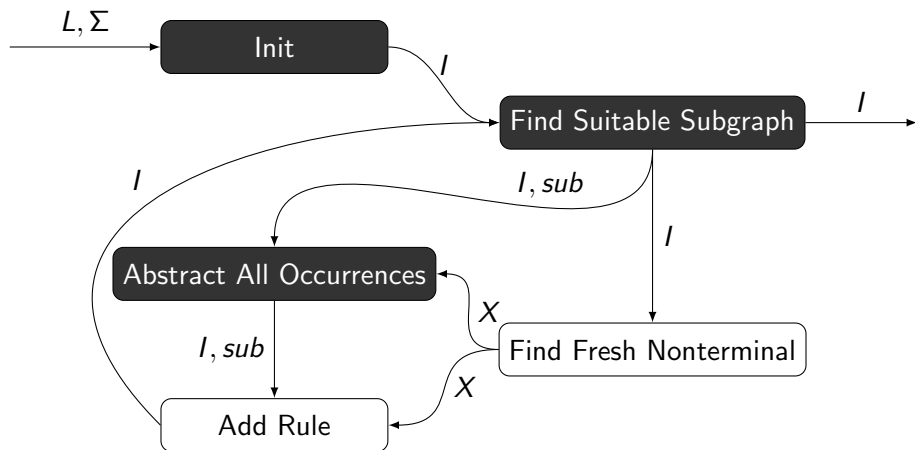 L, Σ
Init
I
Find Suitable Subgraph
I
I
I, sub
I
Abstract All Occurrences
X
I, sub
Find Fresh Nonterminal
X
Add Rule